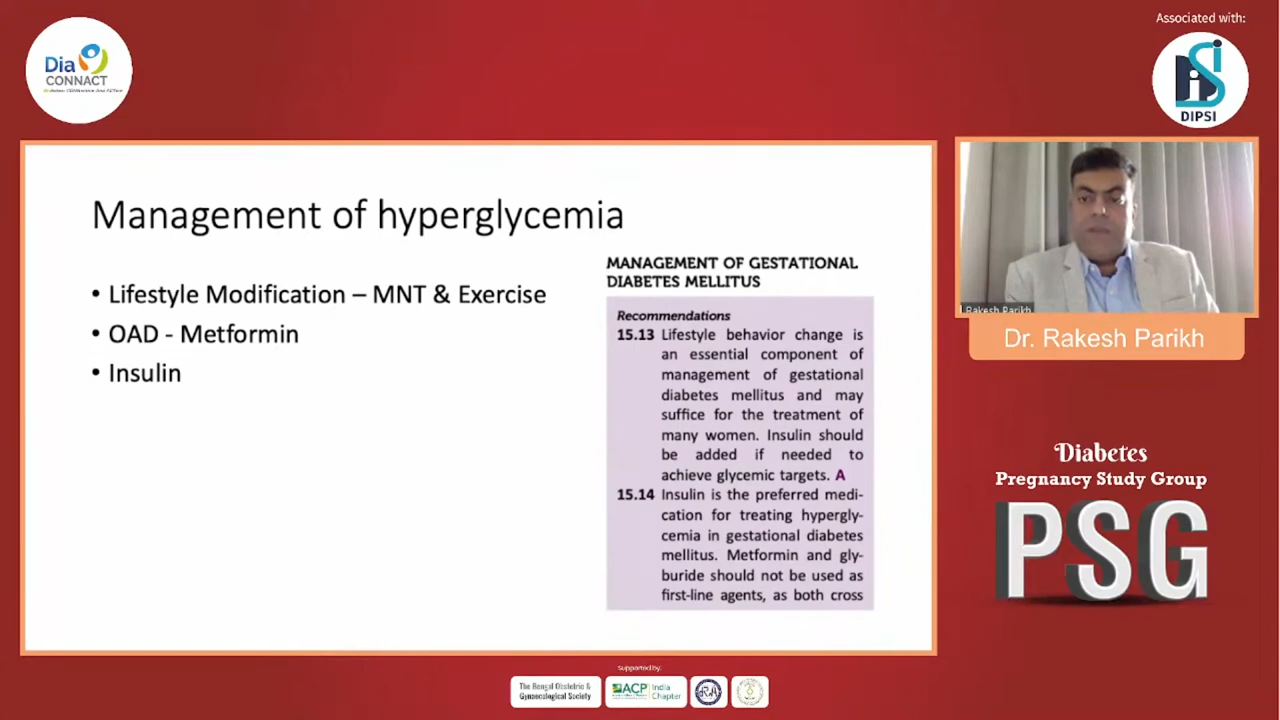 Associated with:
Dia
CONNACT
DIPSI
Management of hyperglycemia
• Lifestyle Modification – MNT & Exercise
• OAD - Metformin
• Insulin
MANAGEMENT OF GESTATIONAL
DIABETES MELLITUS
Recommendations
15.13 Lifestyle behavior change is
an essential component of
management of gestational
diabetes mellitus and may
suffice for the treatment of
many women. Insulin should
be added if needed to
achieve glycemic targets. A
15.14 Insulin is the preferred medi-
cation for treating hypergly-
cemia in gestational diabetes
mellitus. Metformin and gly-
buride should not be used as
first-line agents, as both cross
Rakesh Parikh
Dr. Rakesh Parikh
Diabetes
Pregnancy Study Group
PSG
Supported by:
The Bengal Obstetric &
Gynaecological Society
ACP
India
Chapter